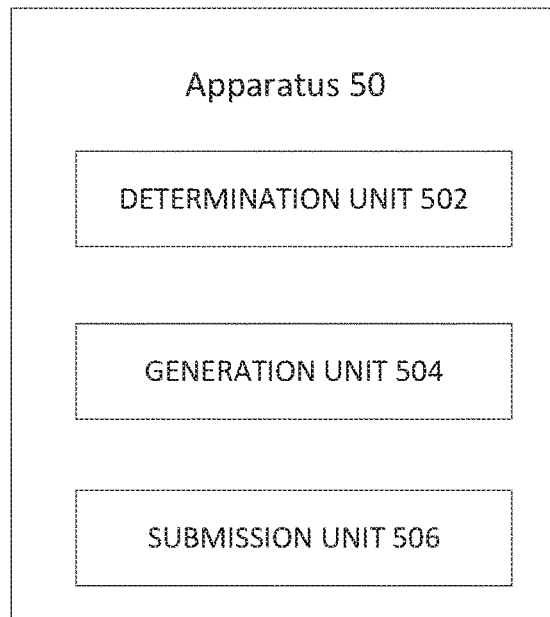 Apparatus 50
DETERMINATION UNIT 502
GENERATION UNIT 504
SUBMISSION UNIT 506